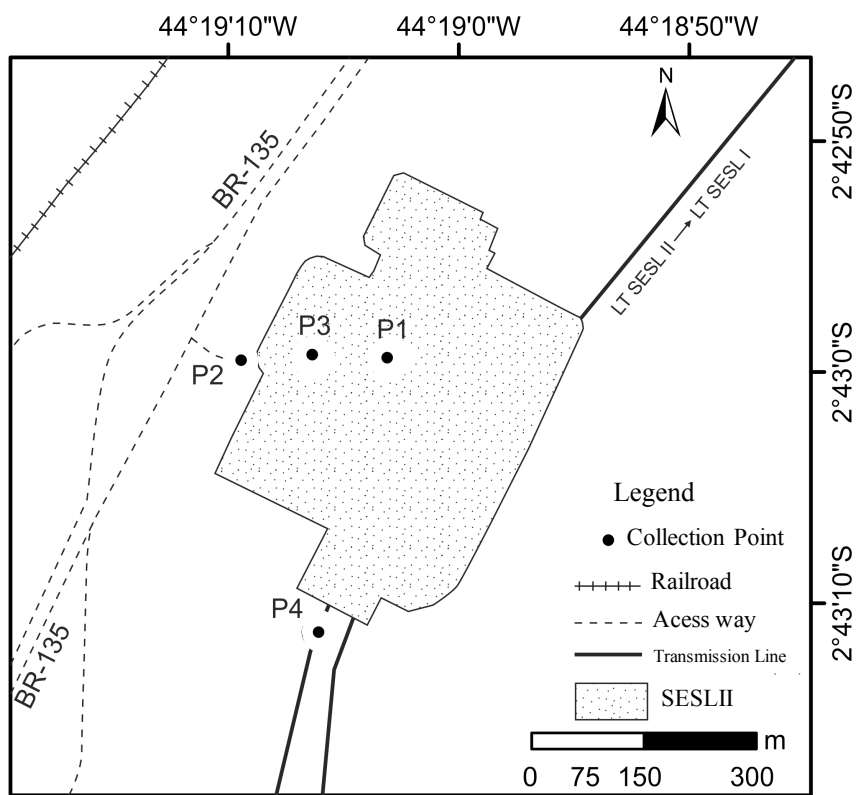 44°19'10"W 44°19'0"W 44°18'50"W
N
2°42'50"S
BR-135
LT SESL II → LT SESL I
P3 P1
P2
2°43'0"S
Legend
Collection Point
Railroad
Acess way
Transmission Line
SESLII
2°43'10"S
P4
BR-135
m
0 75 150 300